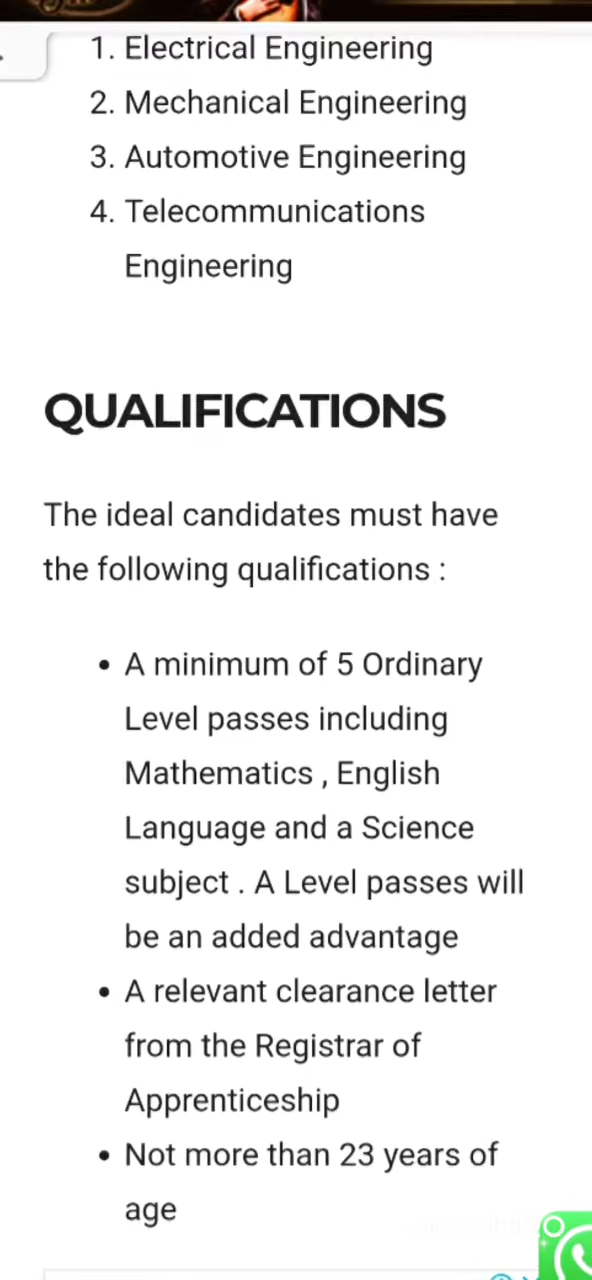 1. Electrical Engineering
2. Mechanical Engineering
3. Automotive Engineering
4. Telecommunications
Engineering
QUALIFICATIONS
The ideal candidates must have
the following qualifications :
• A minimum of 5 Ordinary
Level passes including
Mathematics , English
Language and a Science
subject . A Level passes will
be an added advantage
• A relevant clearance letter
from the Registrar of
Apprenticeship
• Not more than 23 years of
age